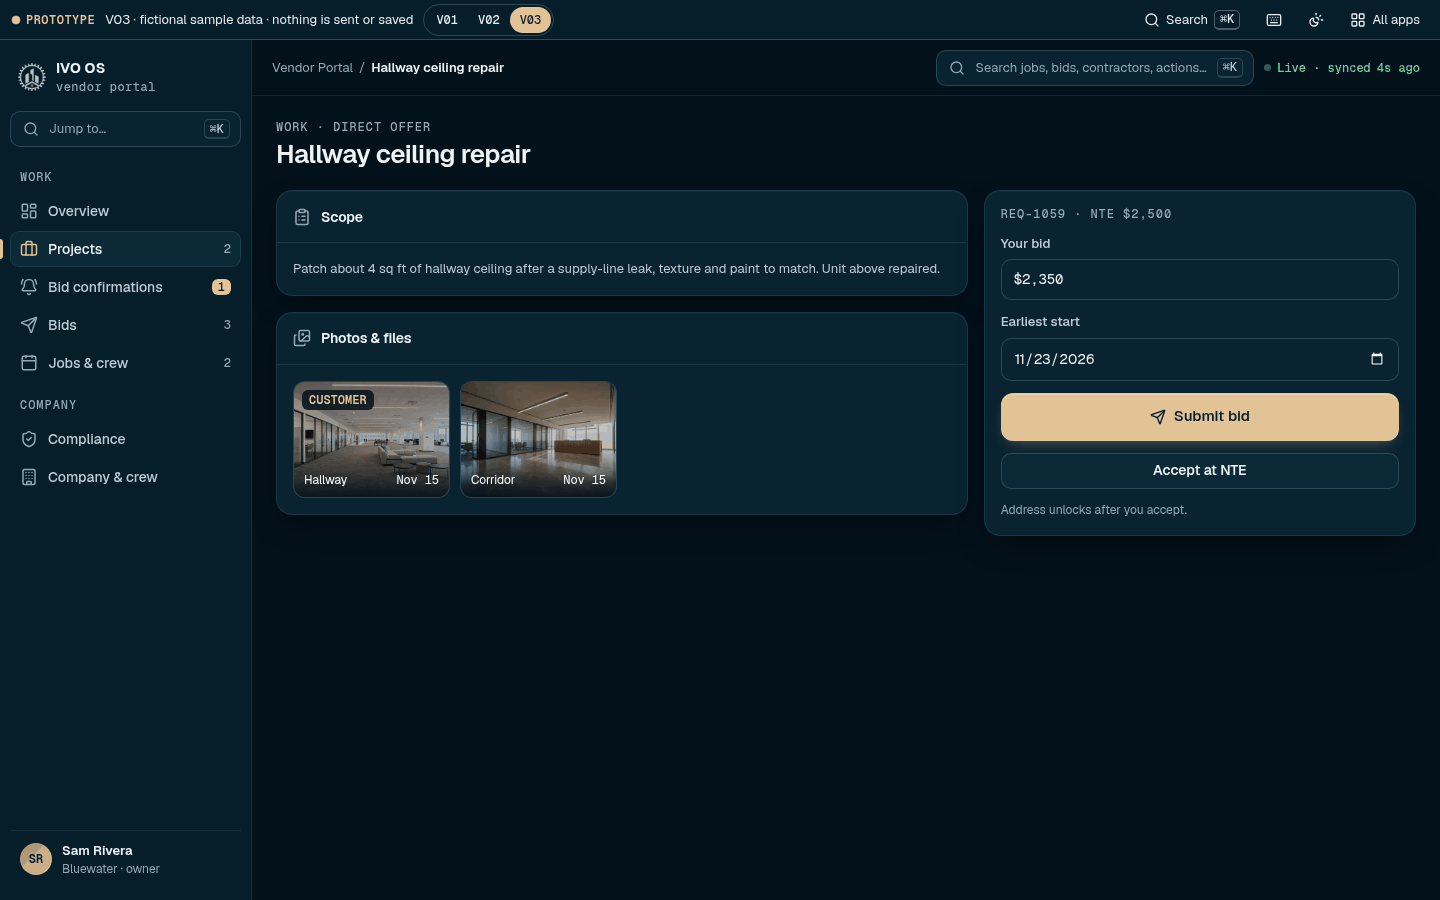 PROTOTYPE V03 · fictional sample data · nothing is sent or saved V01 V02 V03 Search ⌘K All apps
IVO OS
vendor portal
Jump to… ⌘K
WORK
Overview
Projects 2
Bid confirmations 1
Bids 3
Jobs & crew 2
COMPANY
Compliance
Company & crew
SR Sam Rivera
Bluewater · owner
Vendor Portal / Hallway ceiling repair
Search jobs, bids, contractors, actions… ⌘K
Live · synced 4s ago
WORK · DIRECT OFFER
Hallway ceiling repair
Scope
Patch about 4 sq ft of hallway ceiling after a supply-line leak, texture and paint to match. Unit above repaired.
Photos & files
CUSTOMER
Hallway Nov 15
Corridor Nov 15
REQ-1059 · NTE $2,500
Your bid
$2,350
Earliest start
11/23/2026
Submit bid
Accept at NTE
Address unlocks after you accept.